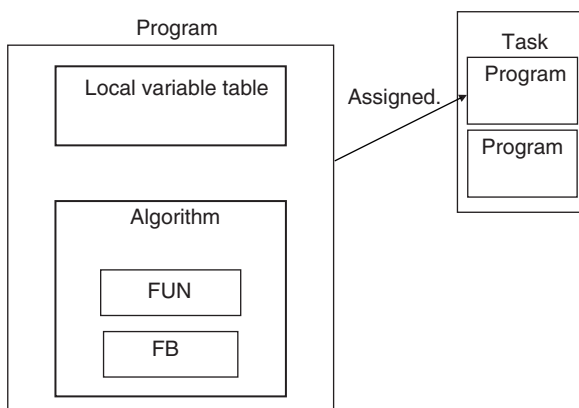 Program
Local variable table
Algorithm
FUN
FB
Assigned.
Task
Program
Program